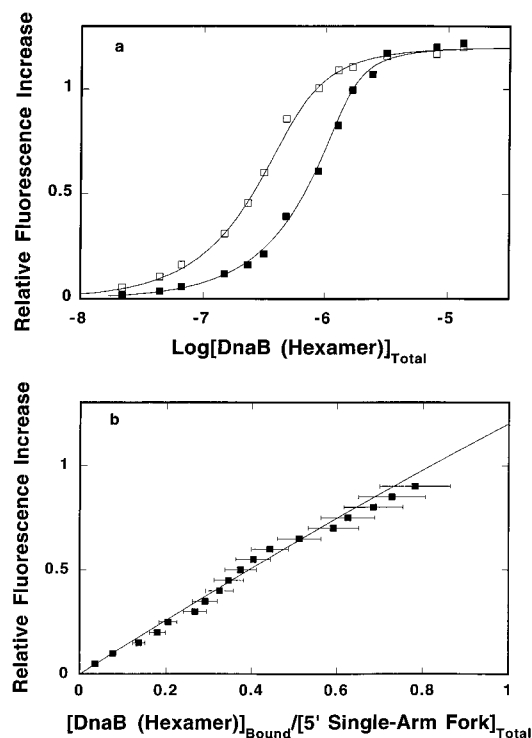 a
Relative Fluorescence Increase
1
0.5
0
-8 -7 -6 -5
Log[DnaB (Hexamer)]Total
b
Relative Fluorescence Increase
1
0.5
0
0 0.2 0.4 0.6 0.8 1
[DnaB (Hexamer)]Bound/[5' Single-Arm Fork]Total